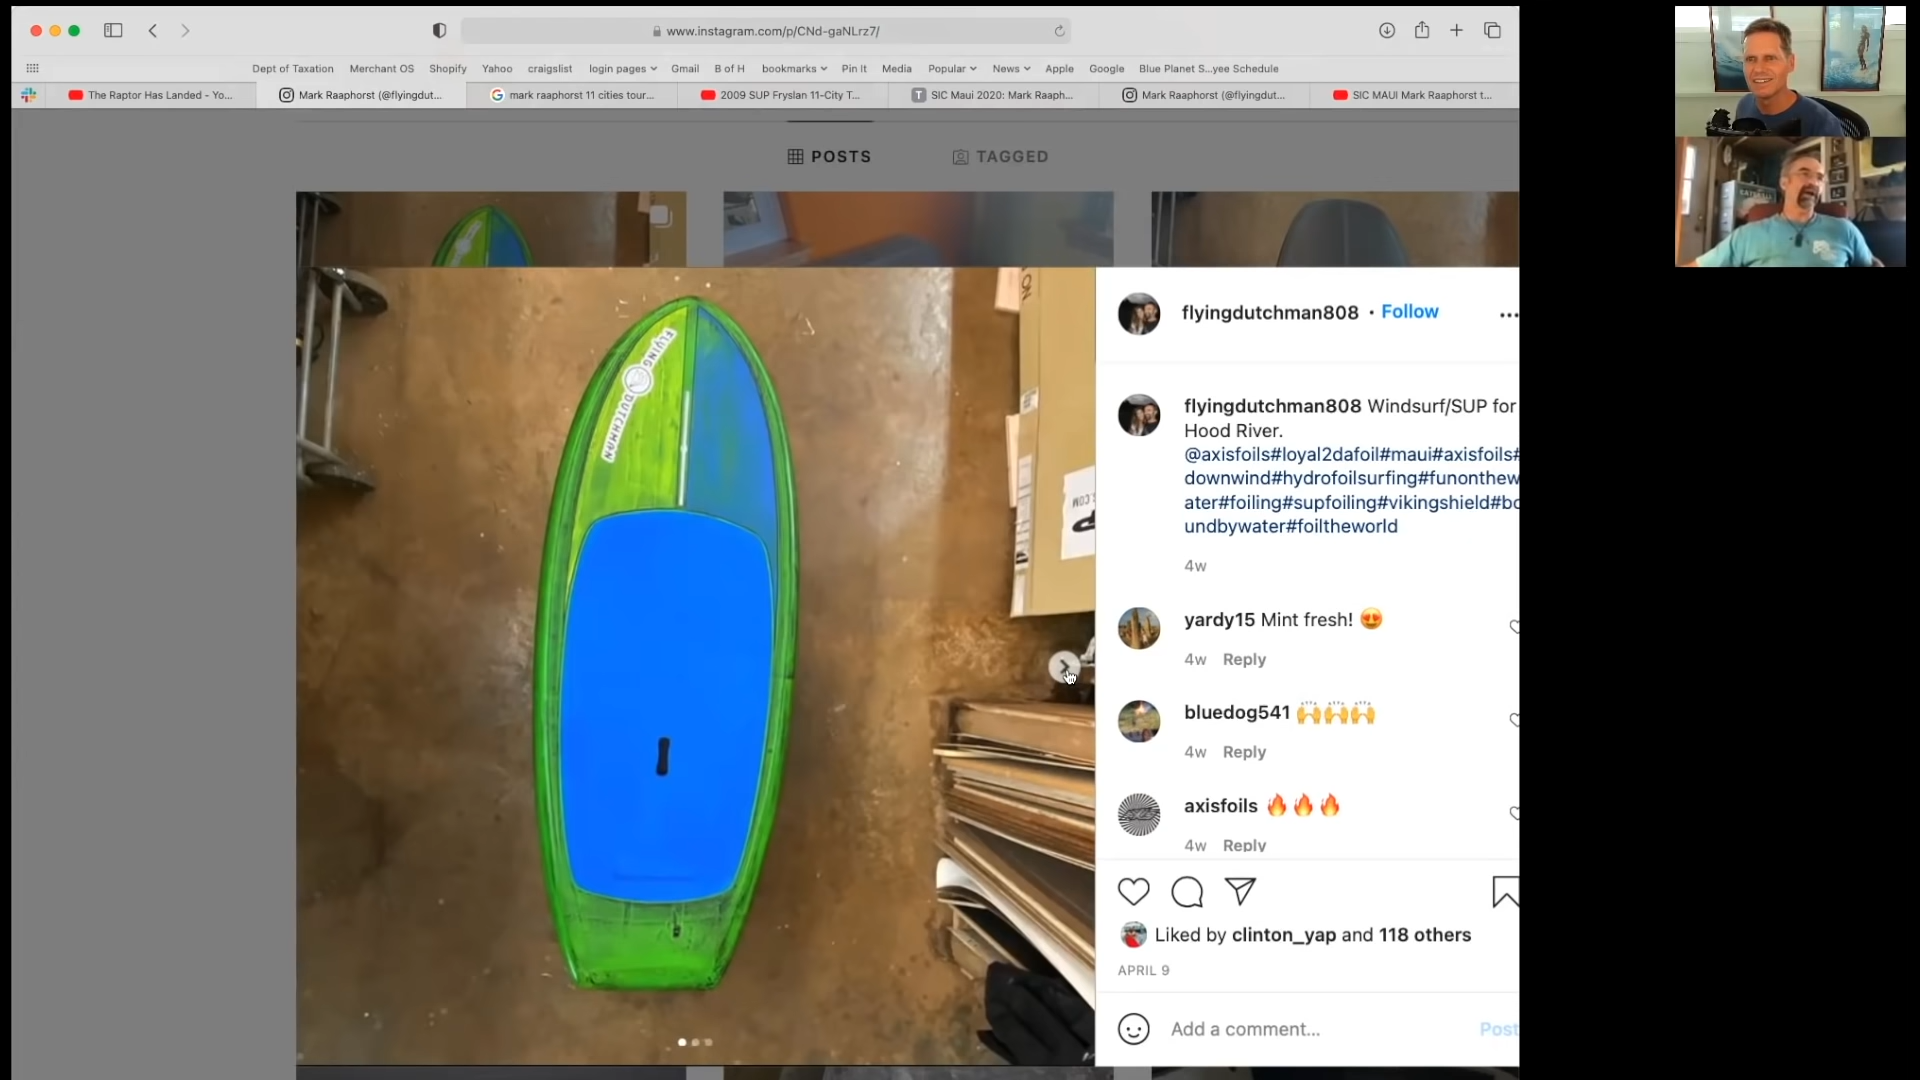 www.instagram.com/p/CNd-gaNLrz7/
Dept of Taxation Merchant OS Shopify Yahoo craigslist login pages Gmail B of H bookmarks Pin It Media Popular News Apple Google Blue Planet S...yee Schedule
The Raptor Has Landed - Yo... Mark Raaphorst (@flyingdut... mark raaphorst 11 cities tour... 2009 SUP Fryslan 11-City T... SIC Maui 2020: Mark Raaph... Mark Raaphorst (@flyingdut... SIC MAUI Mark Raaphorst t...
POSTS TAGGED
flyingdutchman808 • Follow
FLYING DUTCHMAN
flyingdutchman808 Windsurf/SUP for
Hood River.
@axisfoils#loyal2dafoil#maui#axisfoils#
downwind#hydrofoilsurfing#funonthew
ater#foiling#supfoiling#vikingshield#bo
undbywater#foiltheworld
4w
yardy15 Mint fresh! 😍
4w Reply
bluedog541 🙌🙌🙌
4w Reply
axisfoils 🔥🔥🔥
4w Reply
Liked by clinton_yap and 118 others
APRIL 9
Add a comment... Post